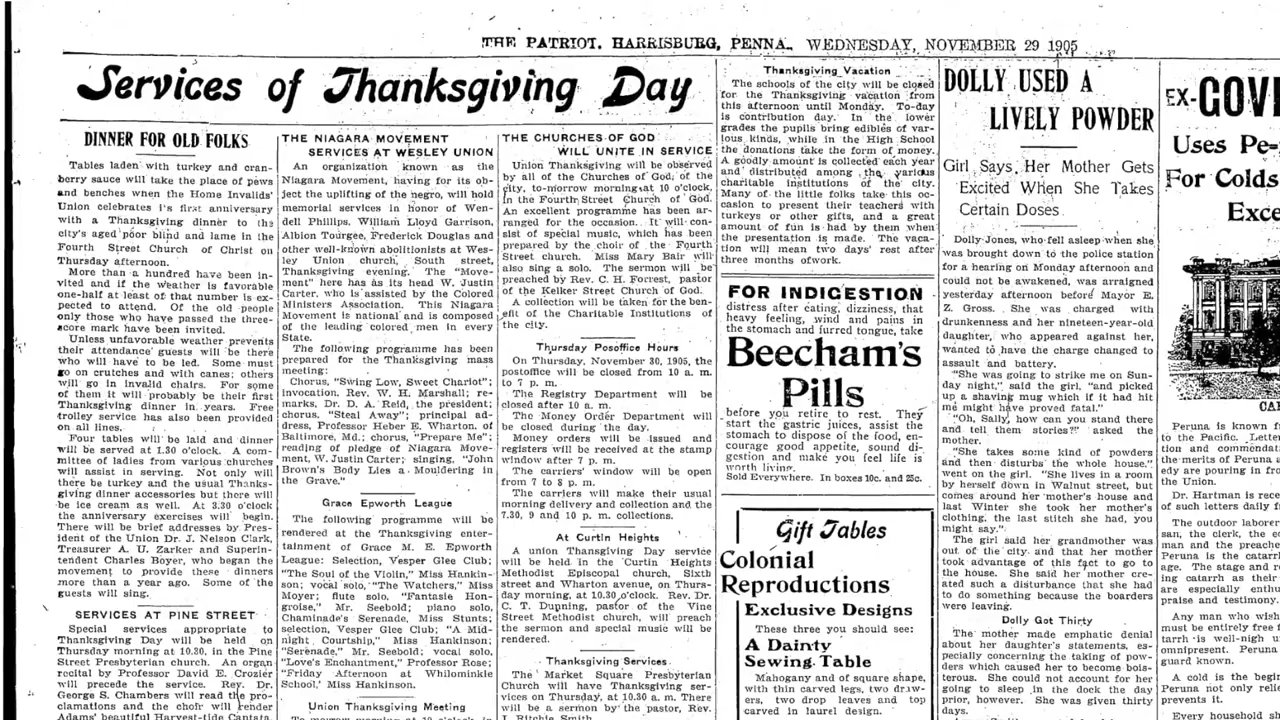 THE PATRIOT, HARRISBURG, PENNA., WEDNESDAY, NOVEMBER 29 1905
Services of Thanksgiving Day
DINNER FOR OLD FOLKS
Tables laden with turkey and cran-
berry sauce will take the place of pews
and benches when the Home Invalids'
Union celebrates i's first anniversary
with a Thanksgiving dinner to the
city's aged poor blind and lame in the
Fourth Street Church of Christ on
Thursday afternoon.
More than a hundred have been in-
vited and if the weather is favorable
one-half at least of that number is ex-
pected to attend. Of the old people
only those who have passed the three-
score mark have been invited.
Unless unfavorable weather prevents
their attendance guests will be there
who will have to be led. Some must
go on crutches and with canes; others
will go in invalid chairs. For some
of them it will probably be their first
Thanksgiving dinner in years. Free
trolley service has also been provided
on all lines.
Four tables will be laid and dinner
will be served at 1.30 o'clock. A com-
mittee of ladies from various churches
will assist in serving. Not only will
there be turkey and the usual Thanks-
giving dinner accessories but there will
be ice cream as well. At 3.30 o'clock
the anniversary exercises will begin.
There will be brief addresses by Pres-
ident of the Union Dr. J. Nelson Clark,
Treasurer A. U. Zarker and Superin-
tendent Charles Boyer, who began the
movement to provide these dinners
more than a year ago. Some of the
guests will sing.
SERVICES AT PINE STREET
Special services appropriate to
Thanksgiving Day will be held on
Thursday morning at 10.30, in the Pine
Street Presbyterian church. An organ
recital by Professor David E. Crozier
will precede the service. Rev. Dr.
George S. Chambers will read the pro-
clamations and the choir will render
Adams' beautiful Harvest-tide Cantata
THE NIAGARA MOVEMENT
SERVICES AT WESLEY UNION
An organization known as the
Niagara Movement, having for its ob-
ject the uplifting of the negro, will hold
memorial services in honor of Wen-
dell Phillips, William Lloyd Garrison,
Albion Tourgee, Frederick Douglas and
other well-known abolitionists at Wes-
ley Union church, South street,
Thanksgiving evening. The "Move-
ment" here has as its head W. Justin
Carter, who is assisted by the Colored
Ministers Association. This Niagara
Movement is national and is composed
of the leading colored men in every
State.
The following programme has been
prepared for the Thanksgiving mass
meeting:
Chorus, "Swing Low, Sweet Chariot";
invocation, Rev. W. H. Marshall; re-
marks, Dr. D. A. Reid, the president;
chorus, "Steal Away"; principal ad-
dress, Professor Heber E. Wharton, of
Baltimore, Md.; chorus, "Prepare Me";
reading of pledge of Niagara Move-
ment, W. Justin Carter; singing, "John
Brown's Body Lies a Mouldering in
the Grave."
Grace Epworth League
The following programme will be
rendered at the Thanksgiving enter-
tainment of Grace M. E. Epworth
League: Selection, Vesper Glee Club;
"The Soul of the Violin," Miss Hankin-
son; vocal solo, "The Watchers," Miss
Moyer; flute solo, "Fantasie Hon-
groise," Mr. Seebold; piano solo,
Chaminade's Serenade, Miss Stunts;
selection, Vesper Glee Club; "A Mid-
night Courtship," Miss Hankinson;
"Serenade," Mr. Seebold; vocal solo,
"Love's Enchantment," Professor Rose;
"Friday Afternoon at Whilominkie
School," Miss Hankinson.
Union Thanksgiving Meeting
THE CHURCHES OF GOD
WILL UNITE IN SERVICE
Union Thanksgiving will be observed
by all of the Churches of God, of the
city, to-morrow morning at 10 o'clock,
in the Fourth Street Church of God.
An excellent programme has been ar-
ranged for the occasion. It will con-
sist of special music, which has been
prepared by the choir of the Fourth
Street church. Miss Mary Bair will
also sing a solo. The sermon will be
preached by Rev. C. H. Forrest, pastor
of the Kelker Street Church of God.
A collection will be taken for the ben-
efit of the Charitable Institutions of
the city.
Thursday Posoffice Hours
On Thursday, November 30, 1905, the
postoffice will be closed from 10 a. m.
to 7 p. m.
The Registry Department will be
closed after 10 a. m.
The Money Order Department will
be closed during the day.
Money orders will be issued and
registers will be received at the stamp
window after 7 p. m.
The carriers' window will be open
from 7 to 8 p. m.
The carriers will make their usual
morning delivery and collection and the
7.30, 9 and 10 p. m. collections.
At Curtin Heights
A union Thansgiving Day service
will be held in the Curtin Heights
Methodist Episcopal church, Sixth
street and Wharton avenue, on Thurs-
day morning, at 10.30 o'clock. Rev. Dr.
C. T. Dunning, pastor of the Vine
Street Methodist church, will preach
the sermon and special music will be
rendered.
Thanksgiving Services
The Market Square Presbyterian
Church will have Thanksgiving ser-
vices on Thursday, at 10.30 a. m. There
will be a sermon by the pastor, Rev.
Thanksgiving Vacation
The schools of the city will be closed
for the Thanksgiving vacation from
this afternoon until Monday. To-day
is contribution day. In the lower
grades the pupils bring edibles of var-
ious kinds, while in the High School
the donations take the form of money.
A goodly amount is collected each year
and distributed among the various
charitable institutions of the city.
Many of the little folks take this oc-
casion to present their teachers with
turkeys or other gifts, and a great
amount of fun is had by them when
the presentation is made. The vaca-
tion will mean two days' rest after
three months work.
FOR INDIGESTION
distress after eating, dizziness, that
heavy feeling, wind and pains in
the stomach and furred tongue, take
Beecham's
Pills
before you retire to rest. They
start the gastric juices, assist the
stomach to dispose of the food, en-
courage good appetite, sound di-
gestion and make you feel life is
worth living.
Sold Everywhere. In boxes 10c. and 25c.
Gift Tables
Colonial
Reproductions
Exclusive Designs
These three you should see:
A Dainty
Sewing Table
Mahogany and of square shape,
with thin carved legs, two draw-
ers, two drop leaves and top
carved in laurel design.
DOLLY USED A
LIVELY POWDER
Girl Says Her Mother Gets
Excited When She Takes
Certain Doses
Dolly Jones, who fell asleep when she
was brought down to the police station
for a hearing on Monday afternoon and
could not be awakened, was arraigned
yesterday afternoon before Mayor E.
Z. Gross. She was charged with
drunkenness and her nineteen-year-old
daughter, who appeared against her,
wanted to have the charge changed to
assault and battery.
"She was going to strike me on Sun-
day night," said the girl, "and picked
up a shaving mug which if it had hit
me might have proved fatal."
"Oh, Sally, how can you stand there
and tell them stories?" asked the
mother.
"She takes some kind of powders
and then disturbs the whole house,"
went on the girl. "She lives in a room
by herself down in Walnut street, but
comes around her mother's house and
last Winter she took her mother's
clothing, the last stitch she had, you
might say."
The girl said her grandmother was
out of the city and that her mother
took advantage of this fact to go to
the house. She said her mother cre-
ated such a disturbance that she had
to do something because the boarders
were leaving.
Dolly Got Thirty
The mother made emphatic denial
about her daughter's statements, es-
pecially concerning the taking of pow-
ders which caused her to become bois-
terous. She could not account for her
going to sleep in the dock the day
prior, however. She was given thirty
days.
EX-GOV
Uses Pe-
For Colds
Exce
CA
Peruna is known f
to the Pacific. Lette
tion and commendat
the merits of Peruna a
edy are pouring in fro
the Union.
Dr. Hartman is rece
of such letters daily f
The outdoor laborer
san, the clerk, the ed
man and the preache
Peruna is the catarrh
age. The stage and r
ing catarrh as their
are especially enthus
praise and testimony.
Any man who wish
must be entirely free f
tarrh is well-nigh u
omnipresent. Peruna
guard known.
A cold is the begin
Peruna not only relie
prevents it.
Every household sh